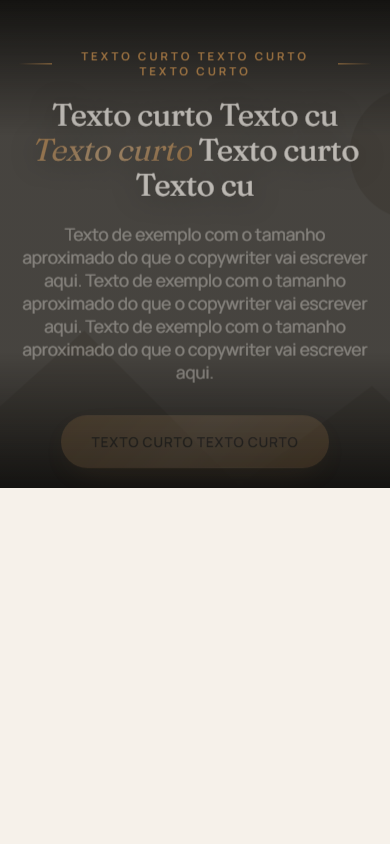 TEXTO CURTO TEXTO CURTO
TEXTO CURTO
Texto curto Texto cu
Texto curto Texto curto
Texto cu
Texto de exemplo com o tamanho
aproximado do que o copywriter vai escrever
aqui. Texto de exemplo com o tamanho
aproximado do que o copywriter vai escrever
aqui. Texto de exemplo com o tamanho
aproximado do que o copywriter vai escrever
aqui.
TEXTO CURTO TEXTO CURTO